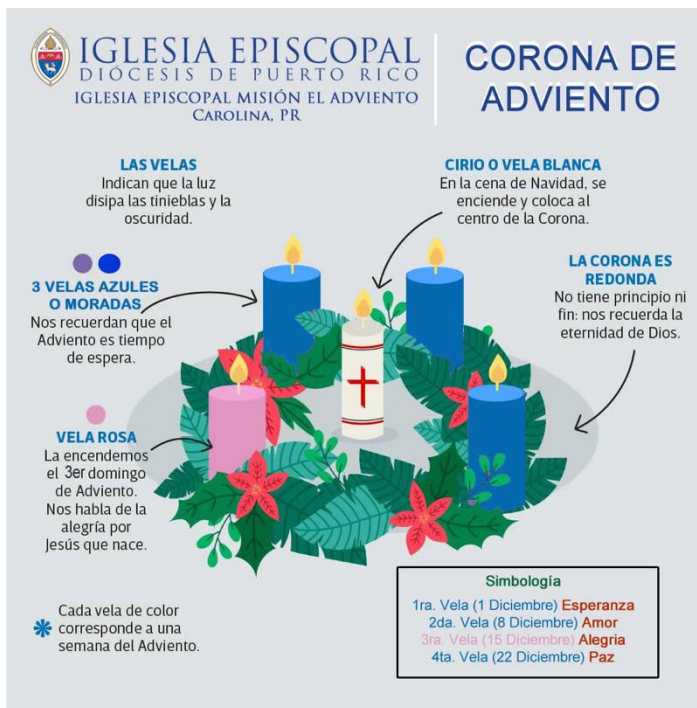 IGLESIA EPISCOPAL
DIÓCESIS DE PUERTO RICO
IGLESIA EPISCOPAL MISIÓN EL ADVIENTO
CAROLINA, PR
CORONA DE
ADVIENTO
LAS VELAS
Indican que la luz
disipa las tinieblas y la
oscuridad.
CIRIO O VELA BLANCA
En la cena de Navidad, se
enciende y coloca al
centro de la Corona.
3 VELAS AZULES
O MORADAS
Nos recuerdan que el
Adviento es tiempo
de espera.
LA CORONA ES
REDONDA
No tiene principio ni
fin: nos recuerda la
eternidad de Dios.
VELA ROSA
La encendemos
el 3er domingo
de Adviento.
Nos habla de la
alegría por
Jesús que nace.
Cada vela de color
corresponde a una
semana del Adviento.
Simbología
1ra. Vela (1 Diciembre) Esperanza
2da. Vela (8 Diciembre) Amor
3ra. Vela (15 Diciembre) Alegria
4ta. Vela (22 Diciembre) Paz